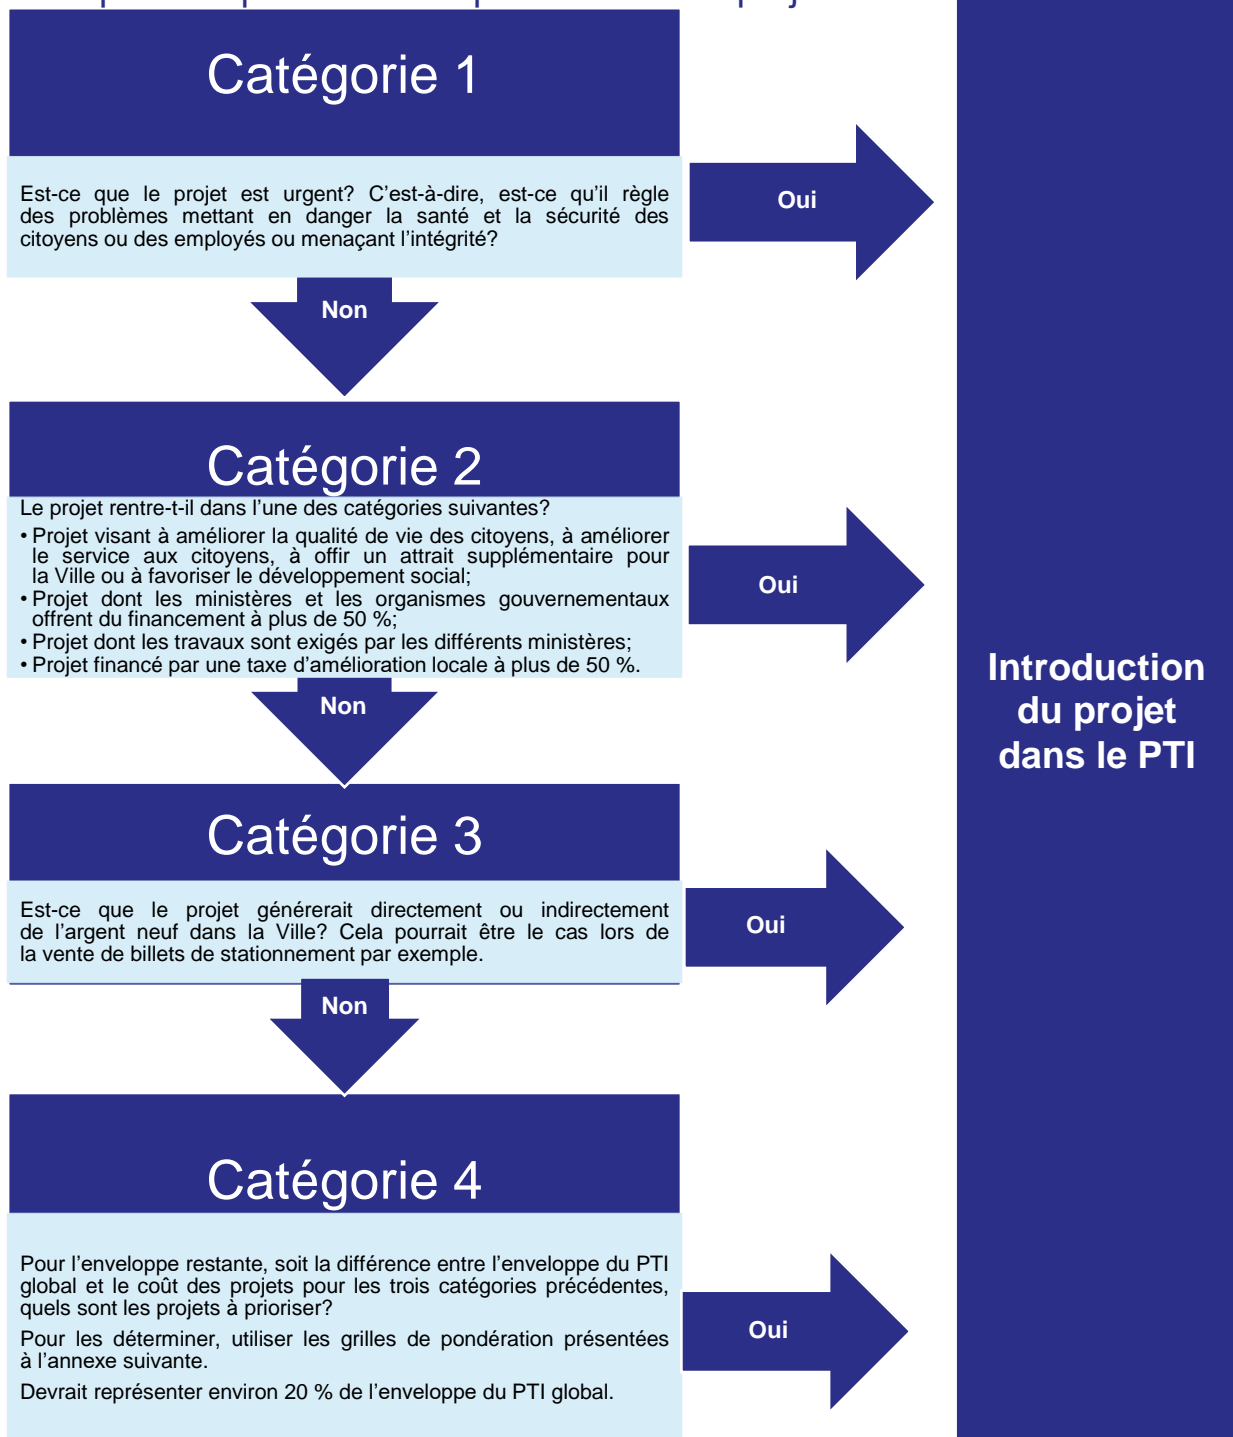 Catégorie 1
Est-ce que le projet est urgent? C'est-à-dire, est-ce qu'il règle
des problèmes mettant en danger la santé et la sécurité des
citoyens ou des employés ou menaçant l'intégrité?
Oui
Non
Catégorie 2
Le projet rentre-t-il dans l'une des catégories suivantes?
• Projet visant à améliorer la qualité de vie des citoyens, à améliorer
le service aux citoyens, à offir un attrait supplémentaire pour
la Ville ou à favoriser le développement social;
• Projet dont les ministères et les organismes gouvernementaux
offrent du financement à plus de 50 %;
• Projet dont les travaux sont exigés par les différents ministères;
• Projet financé par une taxe d'amélioration locale à plus de 50 %.
Oui
Non
Catégorie 3
Est-ce que le projet générerait directement ou indirectement
de l'argent neuf dans la Ville? Cela pourrait être le cas lors de
la vente de billets de stationnement par exemple.
Oui
Non
Catégorie 4
Pour l'enveloppe restante, soit la différence entre l'enveloppe du PTI
global et le coût des projets pour les trois catégories précédentes,
quels sont les projets à prioriser?
Pour les déterminer, utiliser les grilles de pondération présentées
à l'annexe suivante.
Devrait représenter environ 20 % de l'enveloppe du PTI global.
Oui
Introduction
du projet
dans le PTI